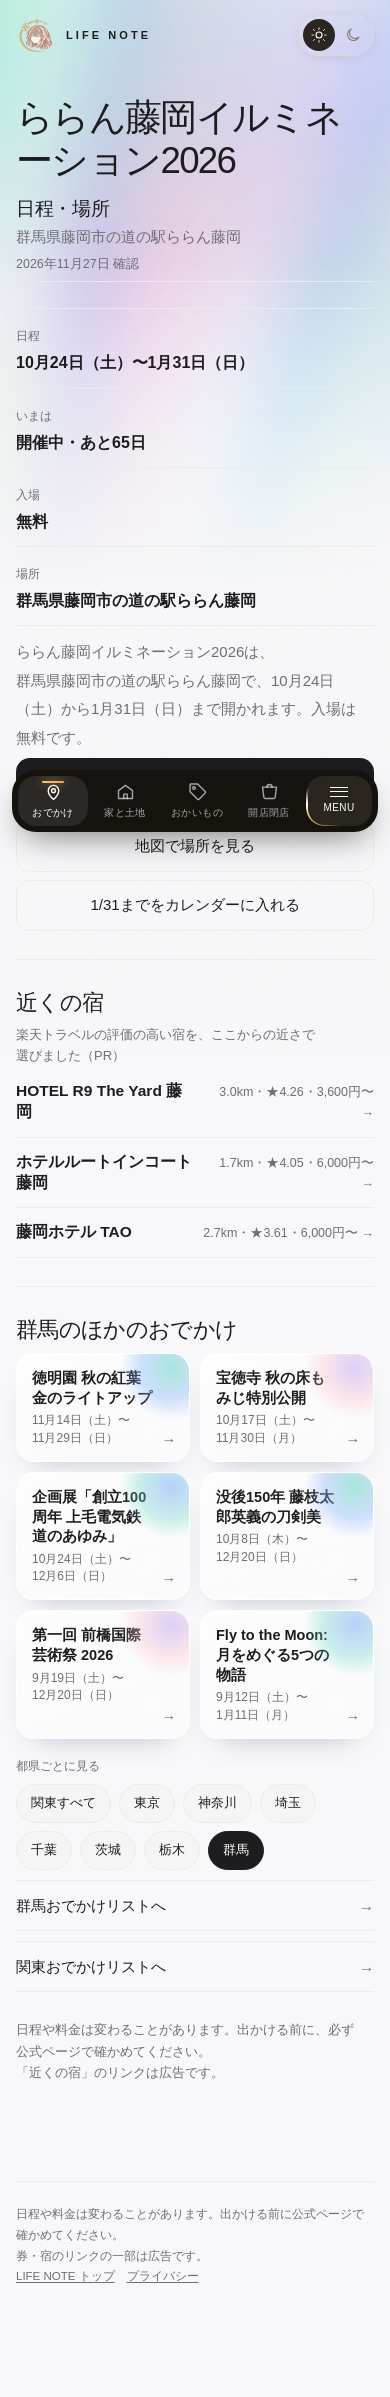 LIFE NOTE
ららん藤岡イルミネ
ーション2026
日程・場所
群馬県藤岡市の道の駅ららん藤岡
2026年11月27日 確認
日程
10月24日（土）〜1月31日（日）
いまは
開催中・あと65日
入場
無料
場所
群馬県藤岡市の道の駅ららん藤岡
ららん藤岡イルミネーション2026は、
群馬県藤岡市の道の駅ららん藤岡で、10月24日
（土）から1月31日（日）まで開かれます。入場は
無料です。
おでかけ
家と土地
おかいもの
開店閉店
MENU
地図で場所を見る
1/31までをカレンダーに入れる
近くの宿
楽天トラベルの評価の高い宿を、ここからの近さで
選びました（PR）
HOTEL R9 The Yard 藤
岡
3.0km・★4.26・3,600円〜
→
ホテルルートインコート
藤岡
1.7km・★4.05・6,000円〜
→
藤岡ホテル TAO
2.7km・★3.61・6,000円〜 →
群馬のほかのおでかけ
徳明園 秋の紅葉
金のライトアップ
11月14日（土）〜
11月29日（日）
→
宝徳寺 秋の床も
みじ特別公開
10月17日（土）〜
11月30日（月）
→
企画展「創立100
周年 上毛電気鉄
道のあゆみ」
10月24日（土）〜
12月6日（日）
→
没後150年 藤枝太
郎英義の刀剣美
10月8日（木）〜
12月20日（日）
→
第一回 前橋国際
芸術祭 2026
9月19日（土）〜
12月20日（日）
→
Fly to the Moon:
月をめぐる5つの
物語
9月12日（土）〜
1月11日（月）
→
都県ごとに見る
関東すべて
東京
神奈川
埼玉
千葉
茨城
栃木
群馬
群馬おでかけリストへ
→
関東おでかけリストへ
→
日程や料金は変わることがあります。出かける前に、必ず
公式ページで確かめてください。
「近くの宿」のリンクは広告です。
日程や料金は変わることがあります。出かける前に公式ページで
確かめてください。
券・宿のリンクの一部は広告です。
LIFE NOTE トップ プライバシー